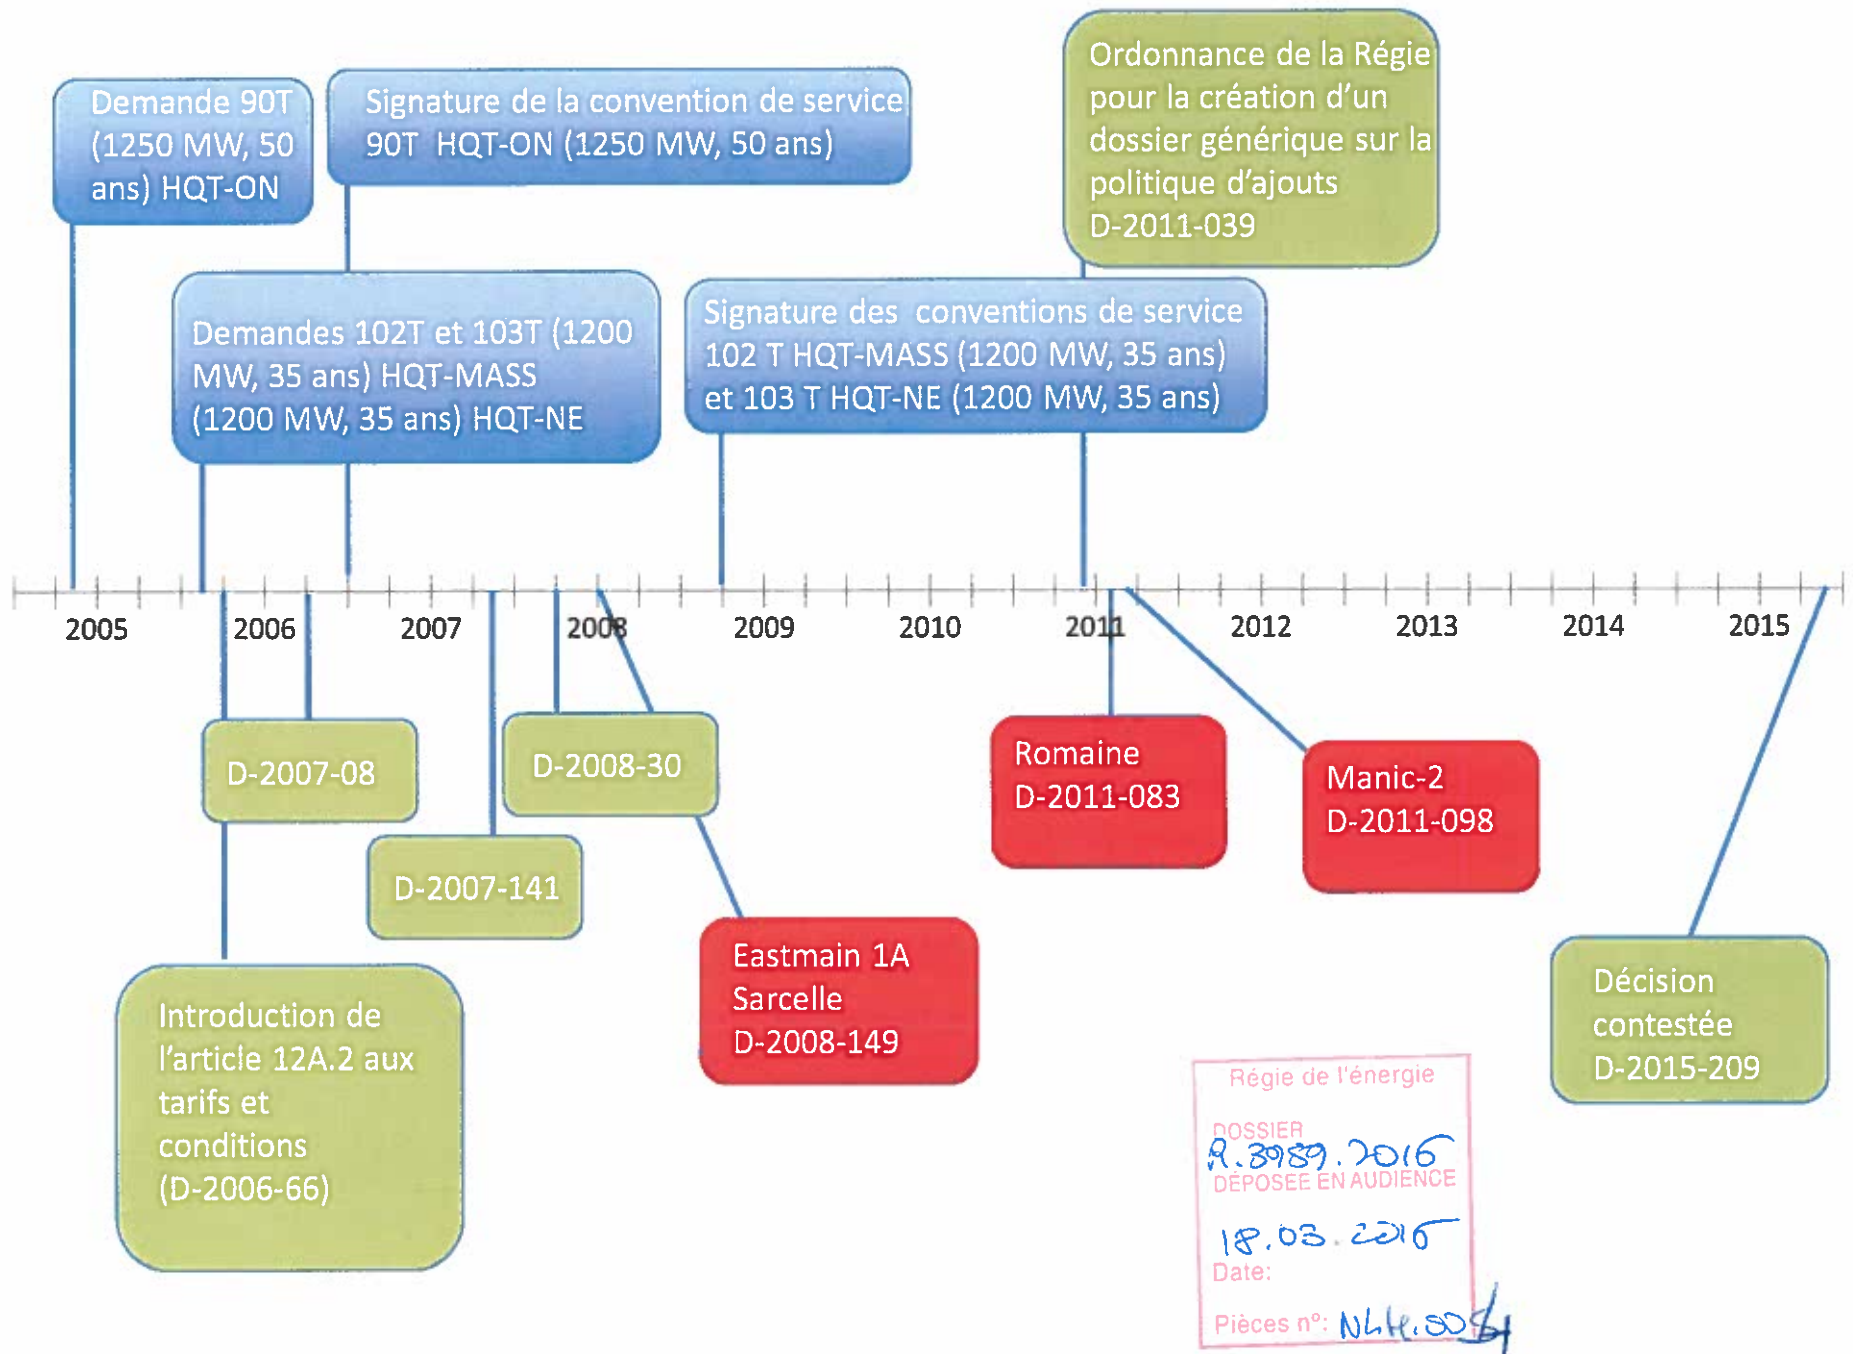 Demande 90T
(1250 MW, 50
ans) HQT-ON
Signature de la convention de service
90T HQT-ON (1250 MW, 50 ans)
Ordonnance de la Régie
pour la création d'un
dossier générique sur la
politique d'ajouts
D-2011-039
Demandes 102T et 103T (1200
MW, 35 ans) HQT-MASS
(1200 MW, 35 ans) HQT-NE
Signature des conventions de service
102 T HQT-MASS (1200 MW, 35 ans)
et 103 T HQT-NE (1200 MW, 35 ans)
2005 2006 2007 2008 2009 2010 2011 2012 2013 2014 2015
D-2007-08
D-2008-30
D-2007-141
Romaine
D-2011-083
Manic-2
D-2011-098
Eastmain 1A
Sarcelle
D-2008-149
Introduction de
l'article 12A.2 aux
tarifs et
conditions
(D-2006-66)
Décision
contestée
D-2015-209
Régie de l'énergie
DOSSIER
R.3959.2016
DÉPOSÉE EN AUDIENCE
18.03.2016
Date:
Pièces nº: